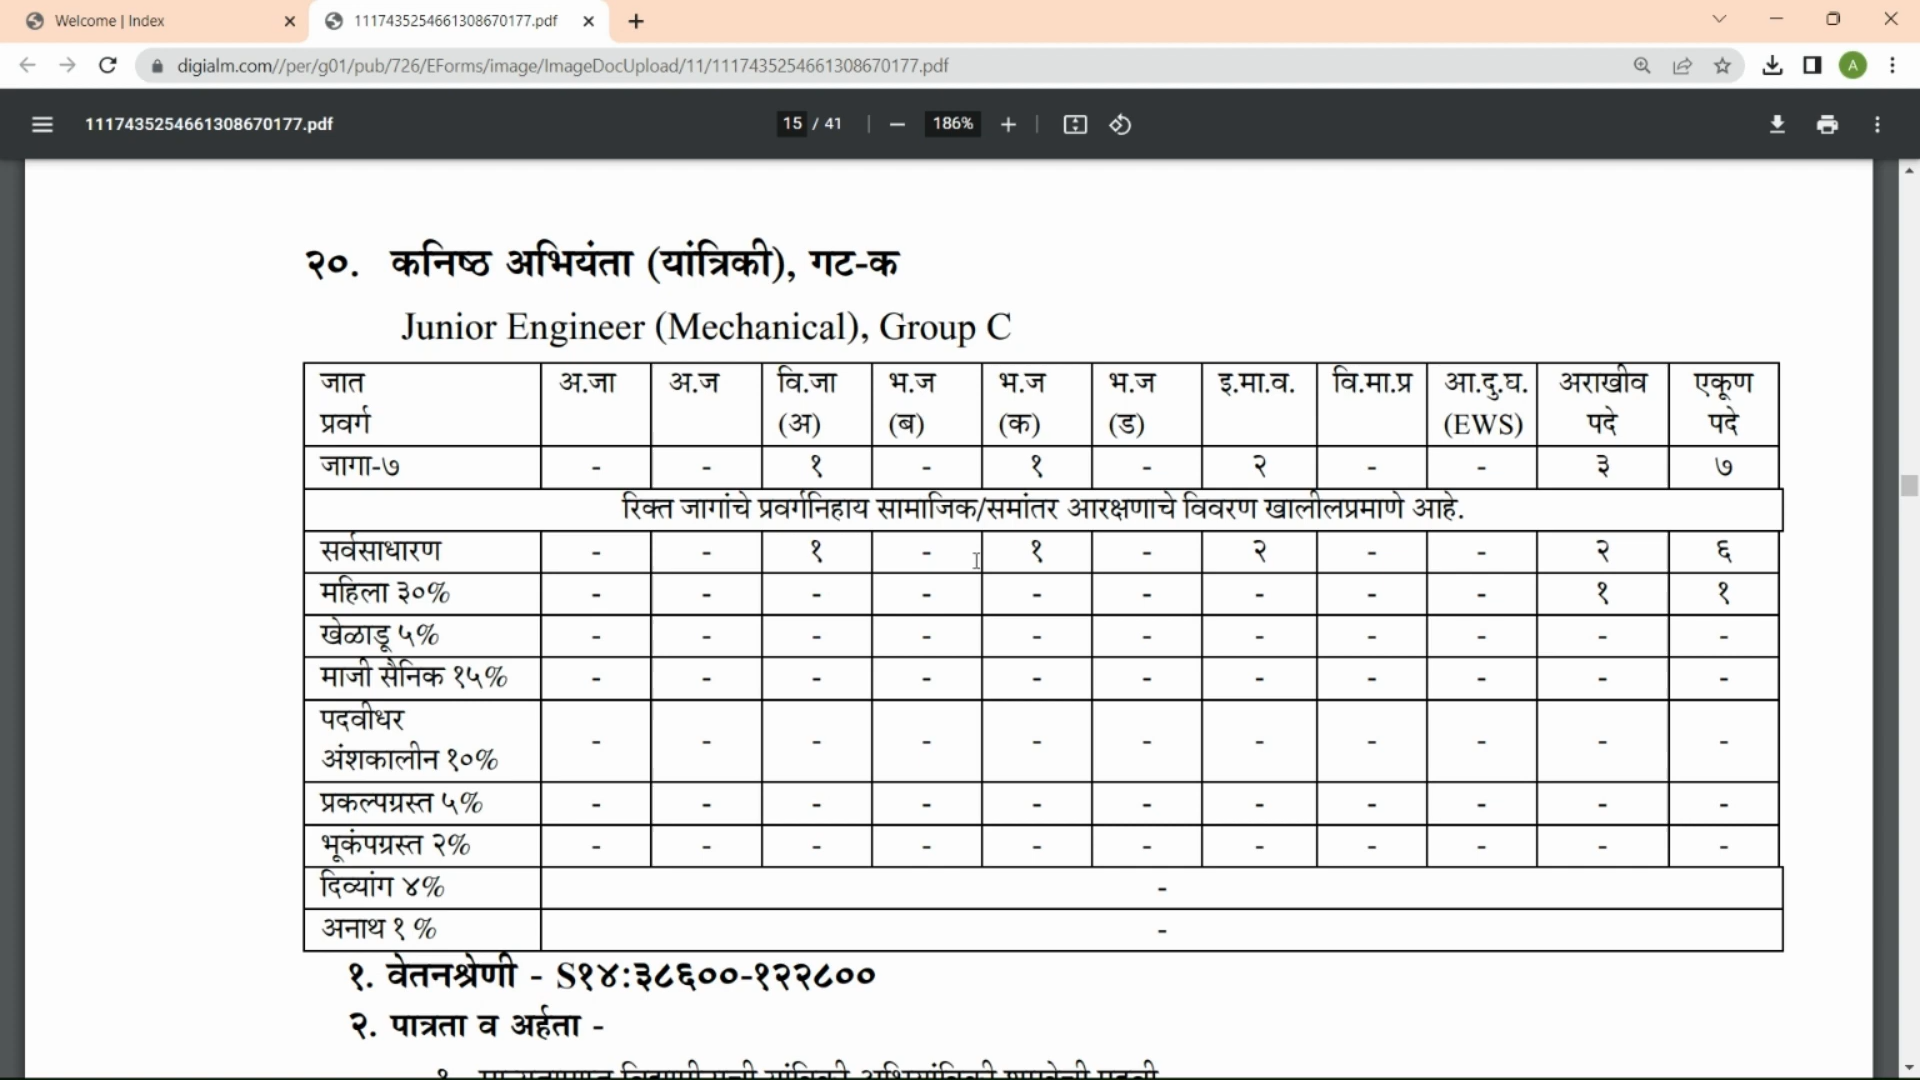 Welcome | Index
1117435254661308670177.pdf
digialm.com//per/g01/pub/726/EForms/image/ImageDocUpload/11/1117435254661308670177.pdf
A
1117435254661308670177.pdf
15 / 41
186%
२०. कनिष्ठ अभियंता (यांत्रिकी), गट-क
Junior Engineer (Mechanical), Group C
जात प्रवर्ग अ.जा अ.ज वि.जा (अ) भ.ज (ब) भ.ज (क) भ.ज (ड) इ.मा.व. वि.मा.प्र आ.दु.घ. (EWS) अराखीव पदे एकूण पदे
जागा-७ - - १ - १ - २ - - ३ ७
रिक्त जागांचे प्रवर्गनिहाय सामाजिक/समांतर आरक्षणाचे विवरण खालीलप्रमाणे आहे.
सर्वसाधारण - - १ - १ - २ - - २ ६
महिला ३०% - - - - - - - - - १ १
खेळाडू ५% - - - - - - - - - - -
माजी सैनिक १५% - - - - - - - - - - -
पदवीधर अंशकालीन १०% - - - - - - - - - - -
प्रकल्पग्रस्त ५% - - - - - - - - - - -
भूकंपग्रस्त २% - - - - - - - - - - -
दिव्यांग ४% -
अनाथ १ % -
१. वेतनश्रेणी - S१४:३८६००-१२२८००
२. पात्रता व अर्हता -